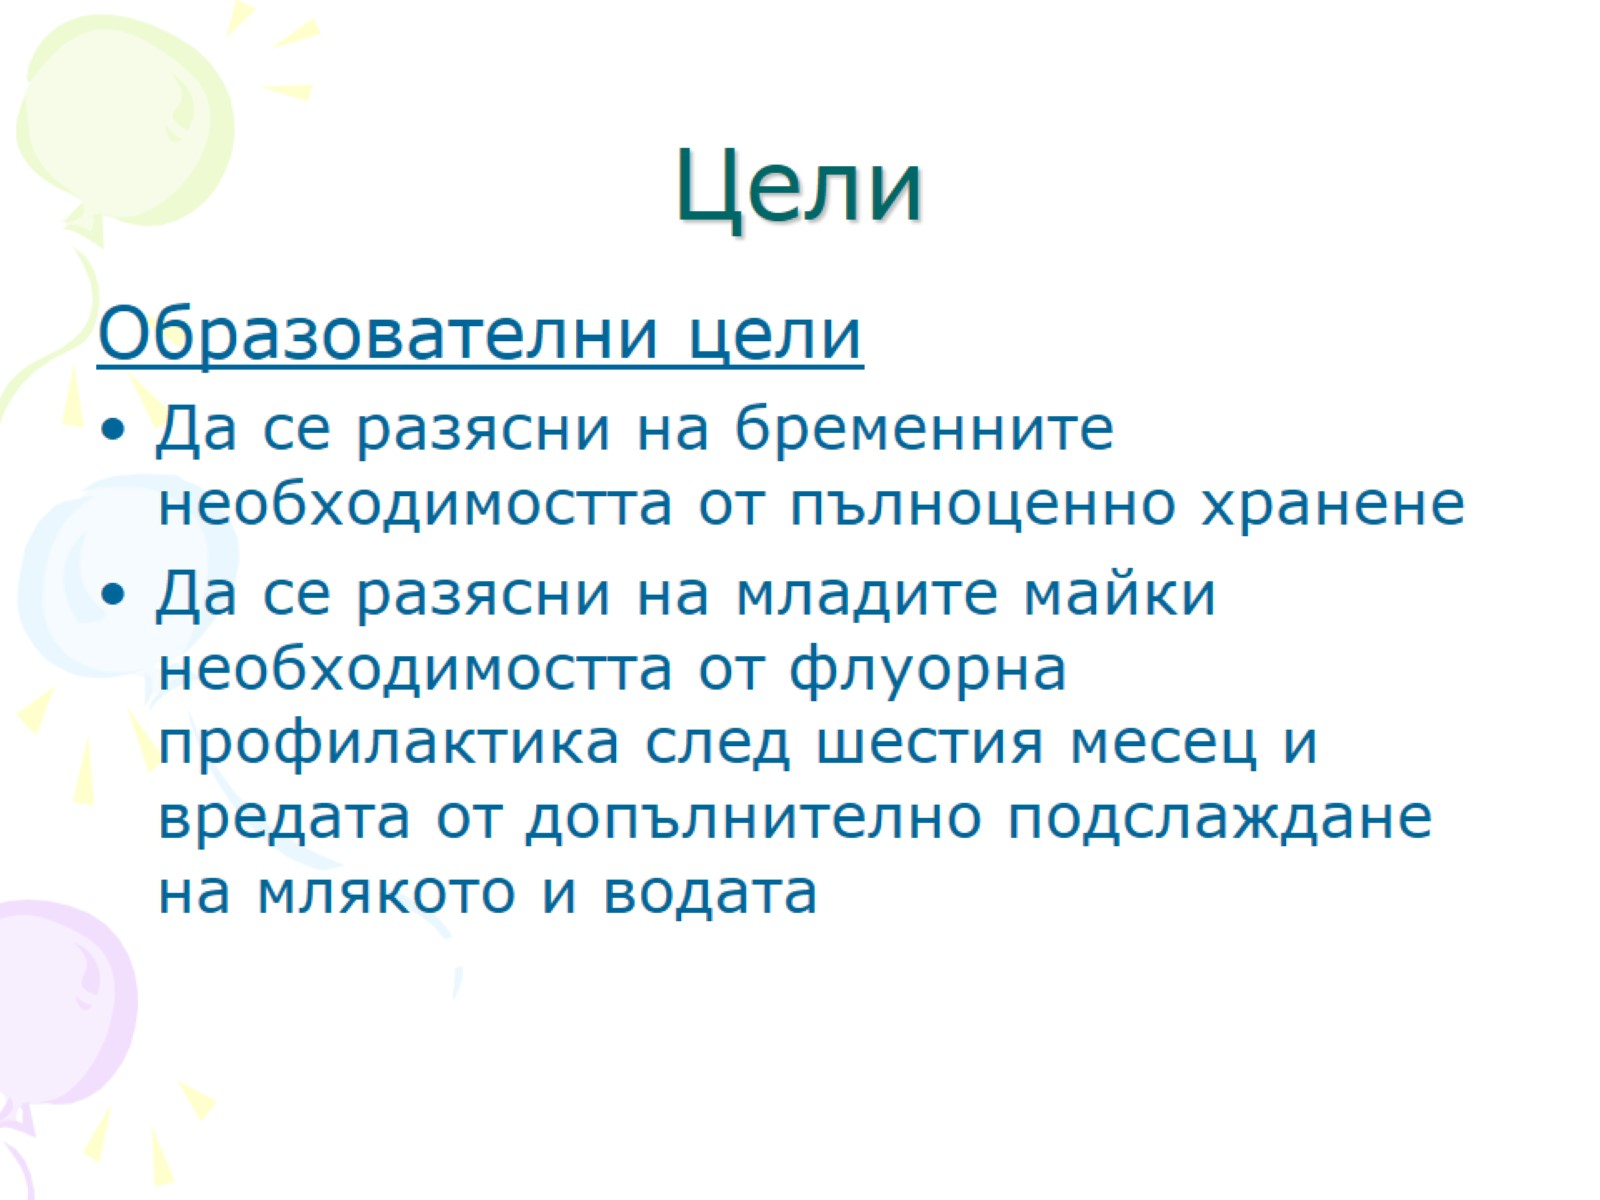 Цели
Образователни цели
• Да се разясни на бременните
необходимостта от пълноценно хранене
• Да се разясни на младите майки
необходимостта от флуорна
профилактика след шестия месец и
вредата от допълнително подслаждане
на млякото и водата